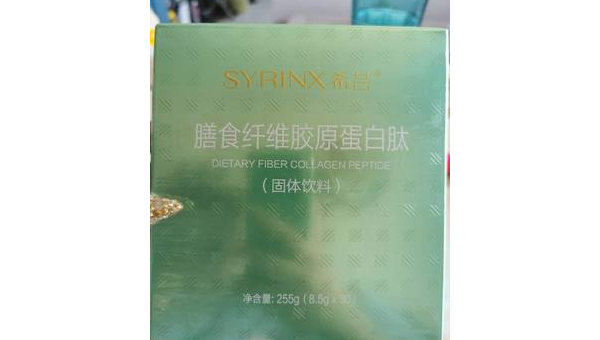 SYRINX 希呂®
膳食纤维胶原蛋白肽
DIETARY FIBER COLLAGEN PEPTIDE
(固体饮料)
净含量: 255g (8.5g x 30)